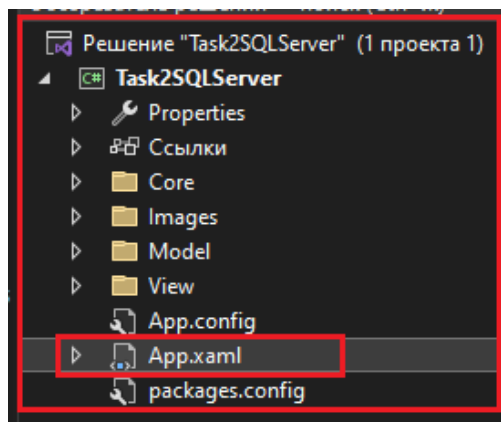 Решение "Task2SQLServer" (1 проекта 1)
C# Task2SQLServer
Properties
Ссылки
Core
Images
Model
View
App.config
App.xaml
packages.config